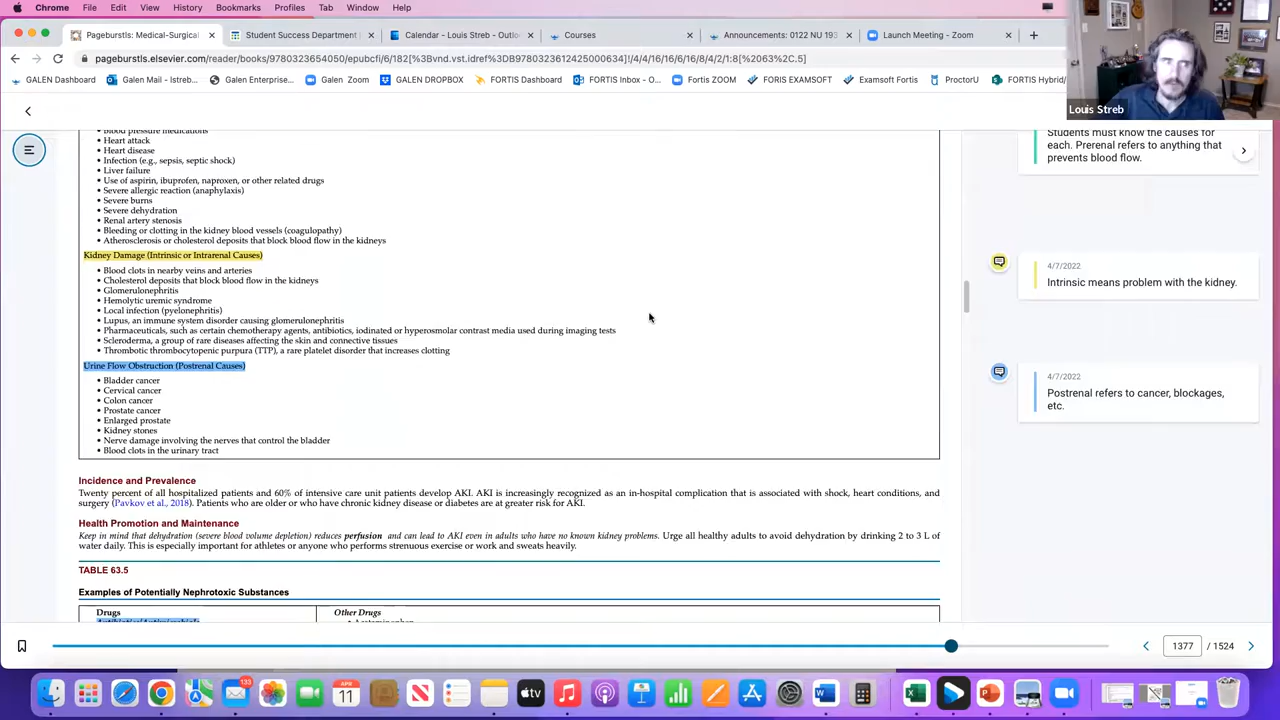 Chrome File Edit View History Bookmarks Profiles Tab Window Help
Pageburstls: Medical-Surgical
Student Success Department
Calendar - Louis Streb - Outlo
Courses
Announcements: 0122 NU 193
Launch Meeting - Zoom
pageburstls.elsevier.com/reader/books/9780323654050/epubcfi/6/182[%3Bvnd.vst.idref%3DB9780323612425000634]!/4/4/16/16/6/16/8/4/2/1:8[%2063%2C.5]
GALEN Dashboard
Galen Mail - lstreb...
Galen Enterprise...
Galen Zoom
GALEN DROPBOX
FORTIS Dashboard
FORTIS Inbox - O...
Fortis ZOOM
FORIS EXAMSOFT
Examsoft Fortis
ProctorU
FORTIS Hybrid/
Louis Streb
• Blood pressure medications
• Heart attack
• Heart disease
• Infection (e.g., sepsis, septic shock)
• Liver failure
• Use of aspirin, ibuprofen, naproxen, or other related drugs
• Severe allergic reaction (anaphylaxis)
• Severe burns
• Severe dehydration
• Renal artery stenosis
• Bleeding or clotting in the kidney blood vessels (coagulopathy)
• Atherosclerosis or cholesterol deposits that block blood flow in the kidneys
Kidney Damage (Intrinsic or Intrarenal Causes)
• Blood clots in nearby veins and arteries
• Cholesterol deposits that block blood flow in the kidneys
• Glomerulonephritis
• Hemolytic uremic syndrome
• Local infection (pyelonephritis)
• Lupus, an immune system disorder causing glomerulonephritis
• Pharmaceuticals, such as certain chemotherapy agents, antibiotics, iodinated or hyperosmolar contrast media used during imaging tests
• Scleroderma, a group of rare diseases affecting the skin and connective tissues
• Thrombotic thrombocytopenic purpura (TTP), a rare platelet disorder that increases clotting
Urine Flow Obstruction (Postrenal Causes)
• Bladder cancer
• Cervical cancer
• Colon cancer
• Prostate cancer
• Enlarged prostate
• Kidney stones
• Nerve damage involving the nerves that control the bladder
• Blood clots in the urinary tract
Incidence and Prevalence
Twenty percent of all hospitalized patients and 60% of intensive care unit patients develop AKI. AKI is increasingly recognized as an in-hospital complication that is associated with shock, heart conditions, and
surgery (Pavkov et al., 2018). Patients who are older or who have chronic kidney disease or diabetes are at greater risk for AKI.
Health Promotion and Maintenance
Keep in mind that dehydration (severe blood volume depletion) reduces perfusion and can lead to AKI even in adults who have no known kidney problems. Urge all healthy adults to avoid dehydration by drinking 2 to 3 L of
water daily. This is especially important for athletes or anyone who performs strenuous exercise or work and sweats heavily.
TABLE 63.5
Examples of Potentially Nephrotoxic Substances
Drugs
Other Drugs
Antibiotics/Antimicrobials
• Acetaminophen
Students must know the causes for
each. Prerenal refers to anything that
prevents blood flow.
4/7/2022
Intrinsic means problem with the kidney.
4/7/2022
Postrenal refers to cancer, blockages,
etc.
1377 / 1524
133
APR
11
tv